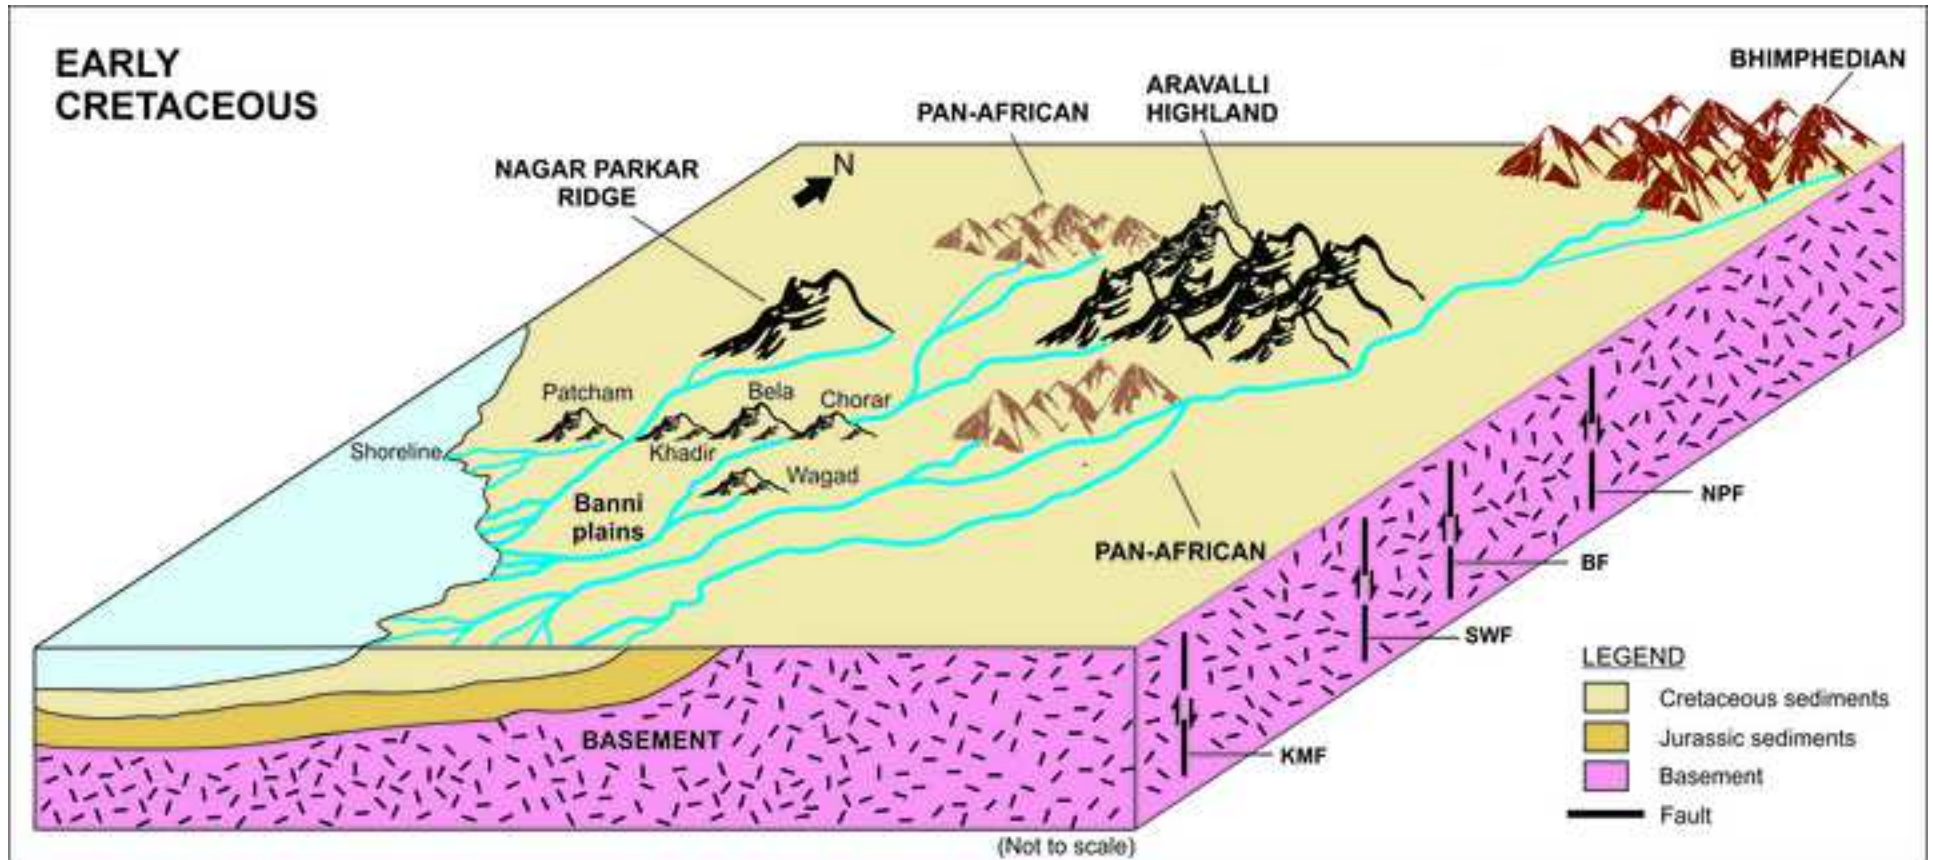 EARLY
CRETACEOUS
BHIMPHEDIAN
ARAVALLI
HIGHLAND
PAN-AFRICAN
NAGAR PARKAR
RIDGE
N
Patcham
Bela
Chorar
Shoreline
Khadir
Wagad
Banni
plains
PAN-AFRICAN
NPF
BF
SWF
KMF
BASEMENT
LEGEND
Cretaceous sediments
Jurassic sediments
Basement
Fault
(Not to scale)